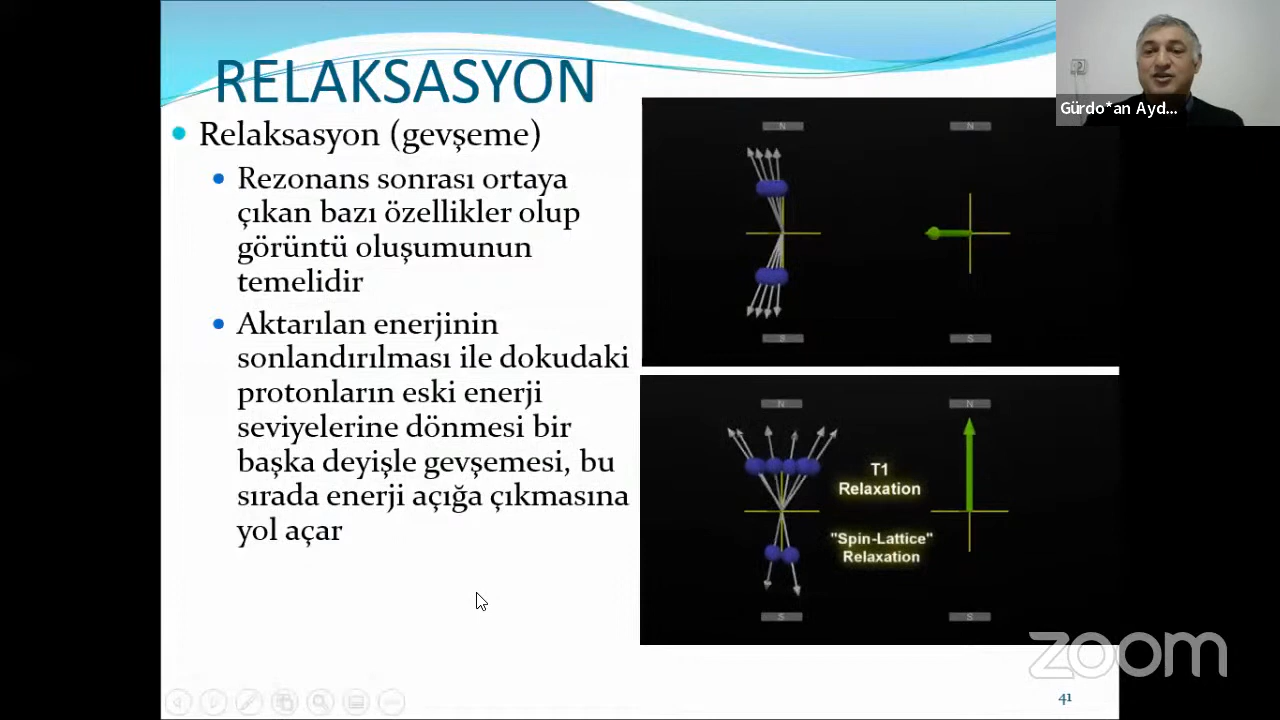 RELAKSASYON
Gürdo*an Ayd...
Relaksasyon (gevşeme)
Rezonans sonrası ortaya
çıkan bazı özellikler olup
görüntü oluşumunun
temelidir
Aktarılan enerjinin
sonlandırılması ile dokudaki
protonların eski enerji
seviyelerine dönmesi bir
başka deyişle gevşemesi, bu
sırada enerji açığa çıkmasına
yol açar
N
N
S
S
N
N
T1
Relaxation
"Spin-Lattice"
Relaxation
S
S
zoom
41